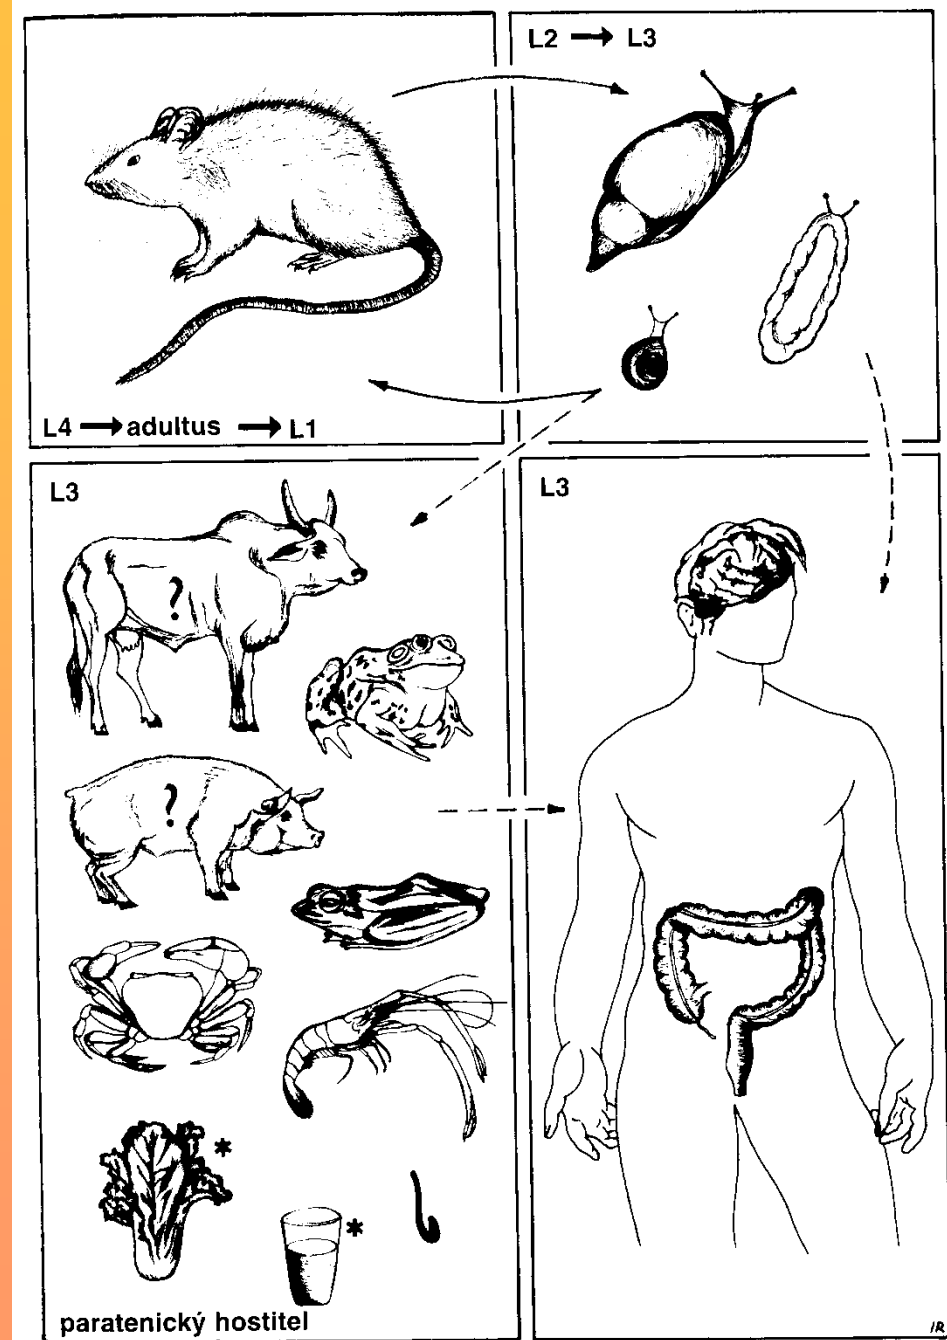 L2 → L3
L4 → adultus → L1
L3
?
?
*
*
paratenický hostitel
L3
IR